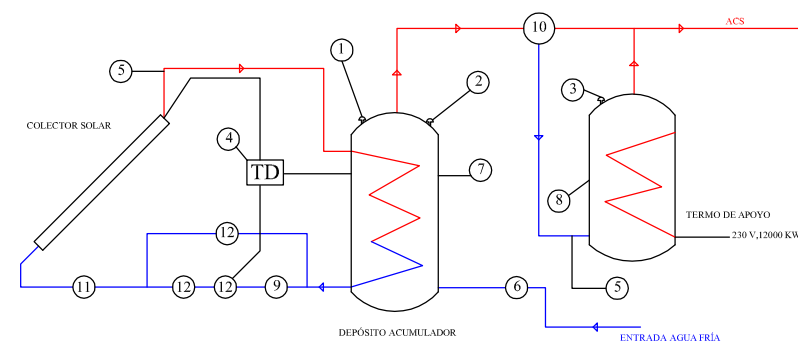 10
ACS
1
5
2
3
COLECTOR SOLAR
4
TD
7
8
TERMO DE APOYO
12
230 V,12000 KW
11
12
12
9
6
5
DEPÓSITO ACUMULADOR
ENTRADA AGUA FRÍA